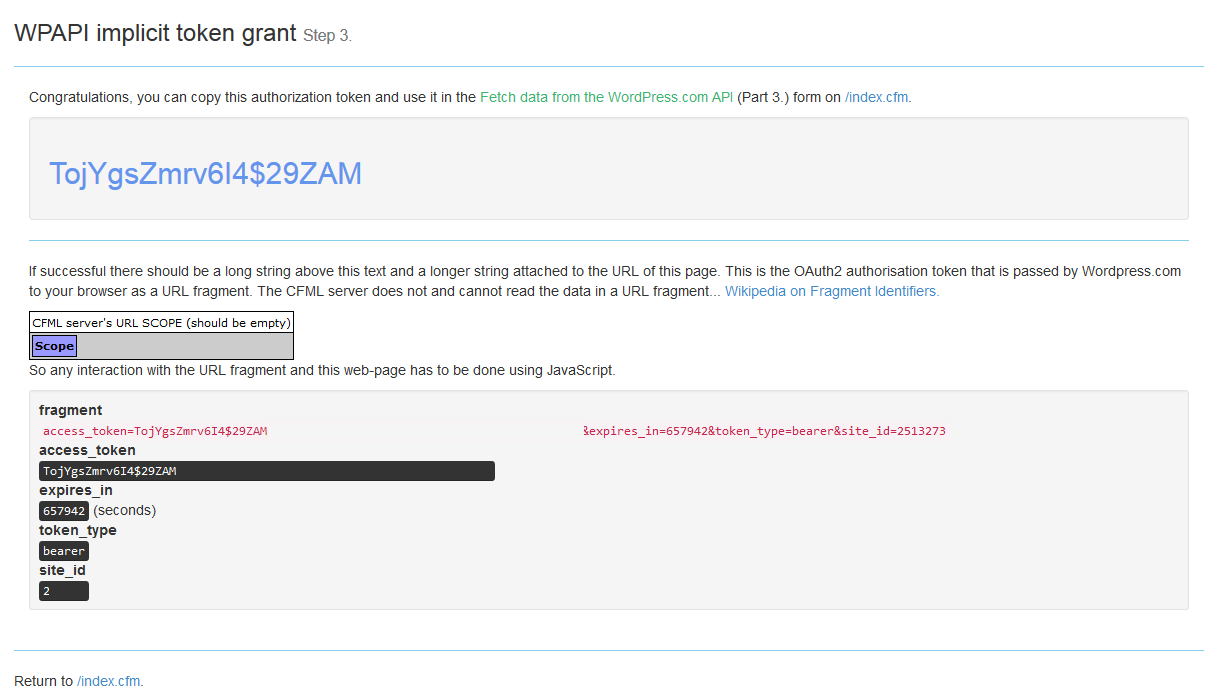 WPAPI implicit token grant Step 3.
Congratulations, you can copy this authorization token and use it in the Fetch data from the WordPress.com API (Part 3.) form on /index.cfm.
TojYgsZmrv6I4$29ZAM
If successful there should be a long string above this text and a longer string attached to the URL of this page. This is the OAuth2 authorisation token that is passed by Wordpress.com
to your browser as a URL fragment. The CFML server does not and cannot read the data in a URL fragment... Wikipedia on Fragment Identifiers.
CFML server's URL SCOPE (should be empty)
Scope
So any interaction with the URL fragment and this web-page has to be done using JavaScript.
fragment
access_token=TojYgsZmrv6I4$29ZAM &expires_in=657942&token_type=bearer&site_id=2513273
access_token
TojYgsZmrv6I4$29ZAM
expires_in
657942 (seconds)
token_type
bearer
site_id
2
Return to /index.cfm.